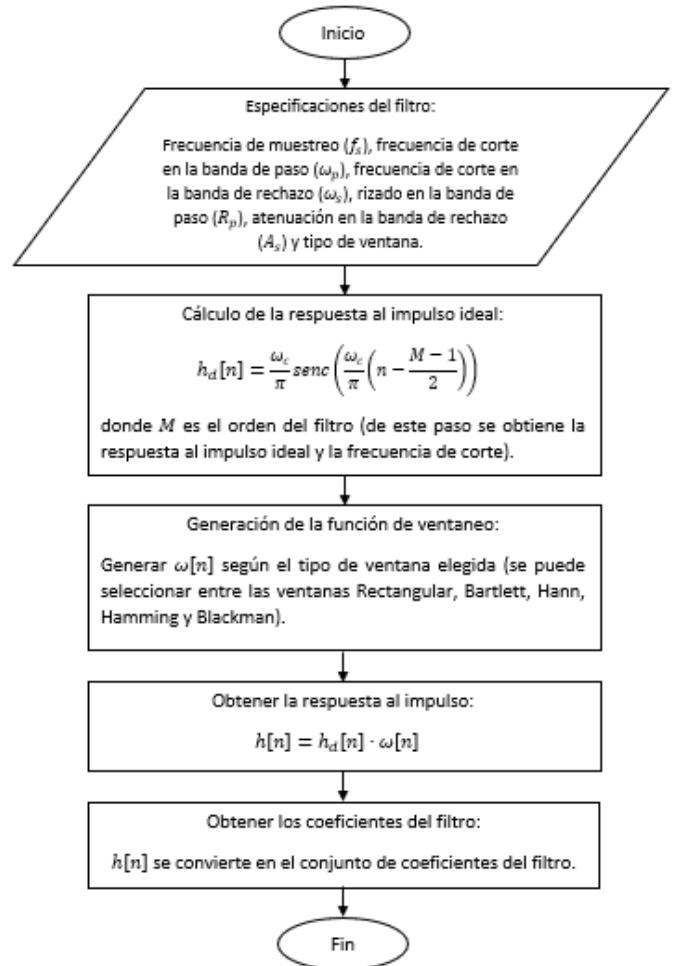 Inicio
Especificaciones del filtro:
Frecuencia de muestreo (fₛ), frecuencia de corte
en la banda de paso (ωₚ), frecuencia de corte en
la banda de rechazo (ωₛ), rizado en la banda de
paso (Rₚ), atenuación en la banda de rechazo
(Aₛ) y tipo de ventana.
Cálculo de la respuesta al impulso ideal:
h_d[n] = ω_c/π senc(ω_c/π (n − (M − 1)/2))
donde M es el orden del filtro (de este paso se obtiene la
respuesta al impulso ideal y la frecuencia de corte).
Generación de la función de ventaneo:
Generar ω[n] según el tipo de ventana elegida (se puede
seleccionar entre las ventanas Rectangular, Bartlett, Hann,
Hamming y Blackman).
Obtener la respuesta al impulso:
h[n] = h_d[n] · ω[n]
Obtener los coeficientes del filtro:
h[n] se convierte en el conjunto de coeficientes del filtro.
Fin